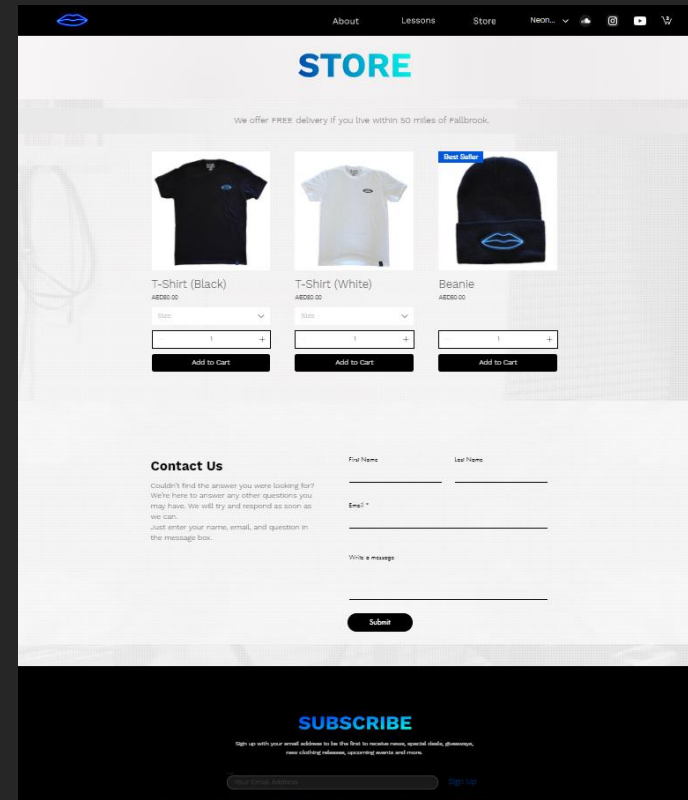 About Lessons Store Neon...
STORE
We offer FREE delivery if you live within 50 miles of Fallbrook.
Best Seller
T-Shirt (Black) T-Shirt (White) Beanie
AED80.00 AED80.00 AED80.00
Size Size
- 1 + - 1 + - 1 +
Add to Cart Add to Cart Add to Cart
Contact Us
Couldn't find the answer you were looking for?
We're here to answer any other questions you
may have. We will try and respond as soon as
we can.
Just enter your name, email, and question in
the message box.
First Name Last Name
Email *
Write a message
Submit
SUBSCRIBE
Sign up with your email address to be the first to receive news, special deals, giveaways,
new clothing releases, upcoming events and more.
Your Email Address Sign Up